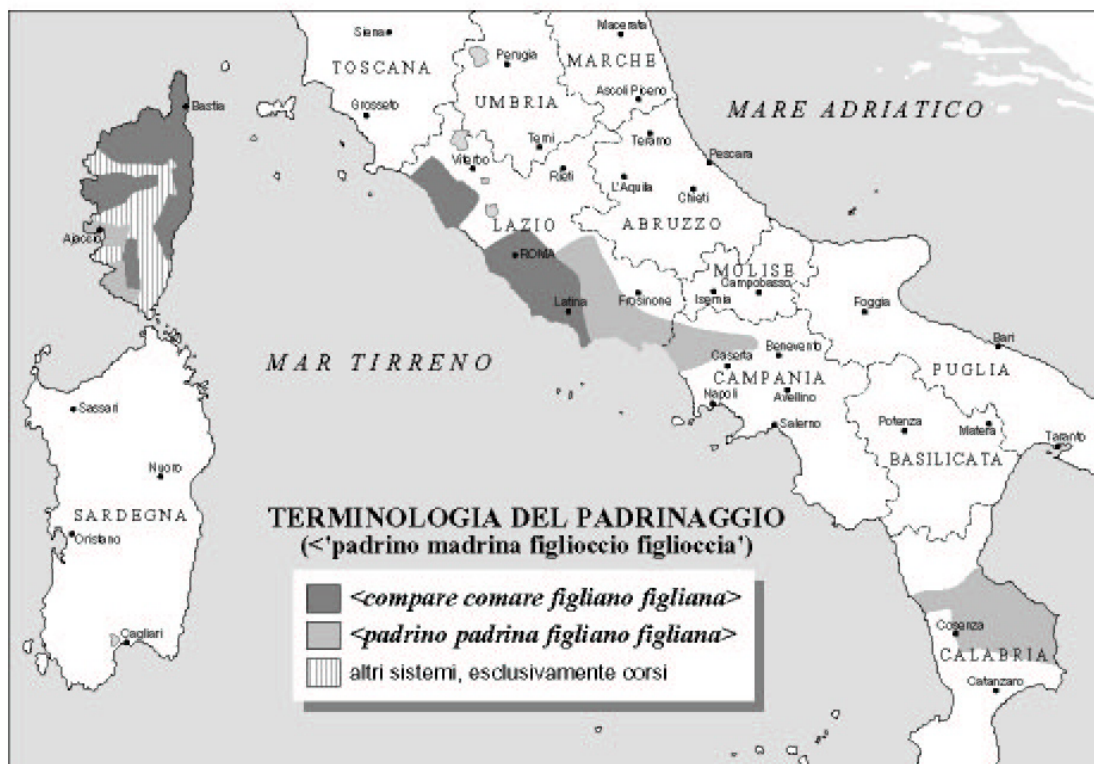 Siena
Macerata
Perugia
TOSCANA
MARCHE
UMBRIA
Bastia
Grosseto
Ascoli Piceno
MARE ADRIATICO
Teramo
Terni
Viterbo
Rieti
Pescara
L'Aquila
Chieti
LAZIO
ABRUZZO
Ajaccio
ROMA
MOLISE
Campobasso
Isernia
Frosinone
Latina
Foggia
Bari
MAR TIRRENO
Benevento
Caserta
CAMPANIA
PUGLIA
Napoli
Avellino
Sassari
Salerno
Potenza
Matera
Taranto
BASILICATA
Nuoro
SARDEGNA
Oristano
TERMINOLOGIA DEL PADRINAGGIO
(<'padrino madrina figlioccio figlioccia')
<compare comare figliano figliana>
<padrino padrina figliano figliana>
altri sistemi, esclusivamente corsi
Cagliari
Cosenza
CALABRIA
Catanzaro